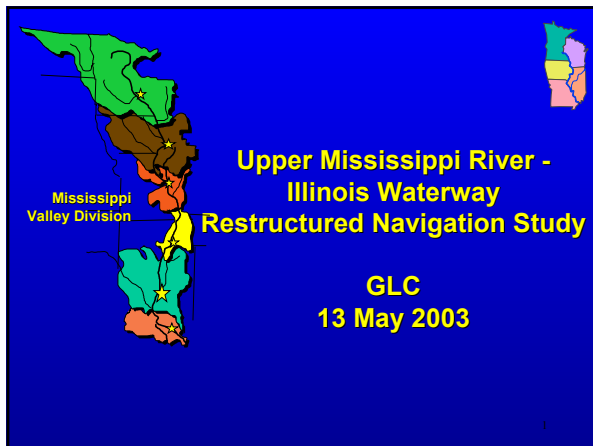 Mississippi
Valley Division
Upper Mississippi River -
Illinois Waterway
Restructured Navigation Study
GLC
13 May 2003
1